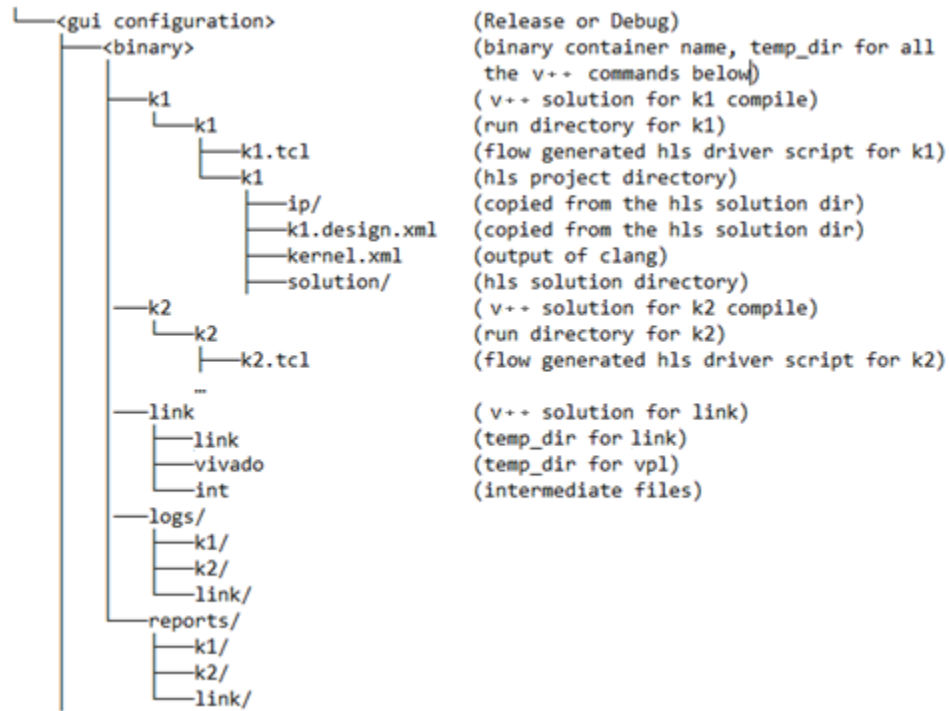 <gui configuration> (Release or Debug)
<binary> (binary container name, temp_dir for all
the v++ commands below)
k1 ( v++ solution for k1 compile)
k1 (run directory for k1)
k1.tcl (flow generated hls driver script for k1)
k1 (hls project directory)
ip/ (copied from the hls solution dir)
k1.design.xml (copied from the hls solution dir)
kernel.xml (output of clang)
solution/ (hls solution directory)
k2 ( v++ solution for k2 compile)
k2 (run directory for k2)
k2.tcl (flow generated hls driver script for k2)
…
link ( v++ solution for link)
link (temp_dir for link)
vivado (temp_dir for vpl)
int (intermediate files)
logs/
k1/
k2/
link/
reports/
k1/
k2/
link/